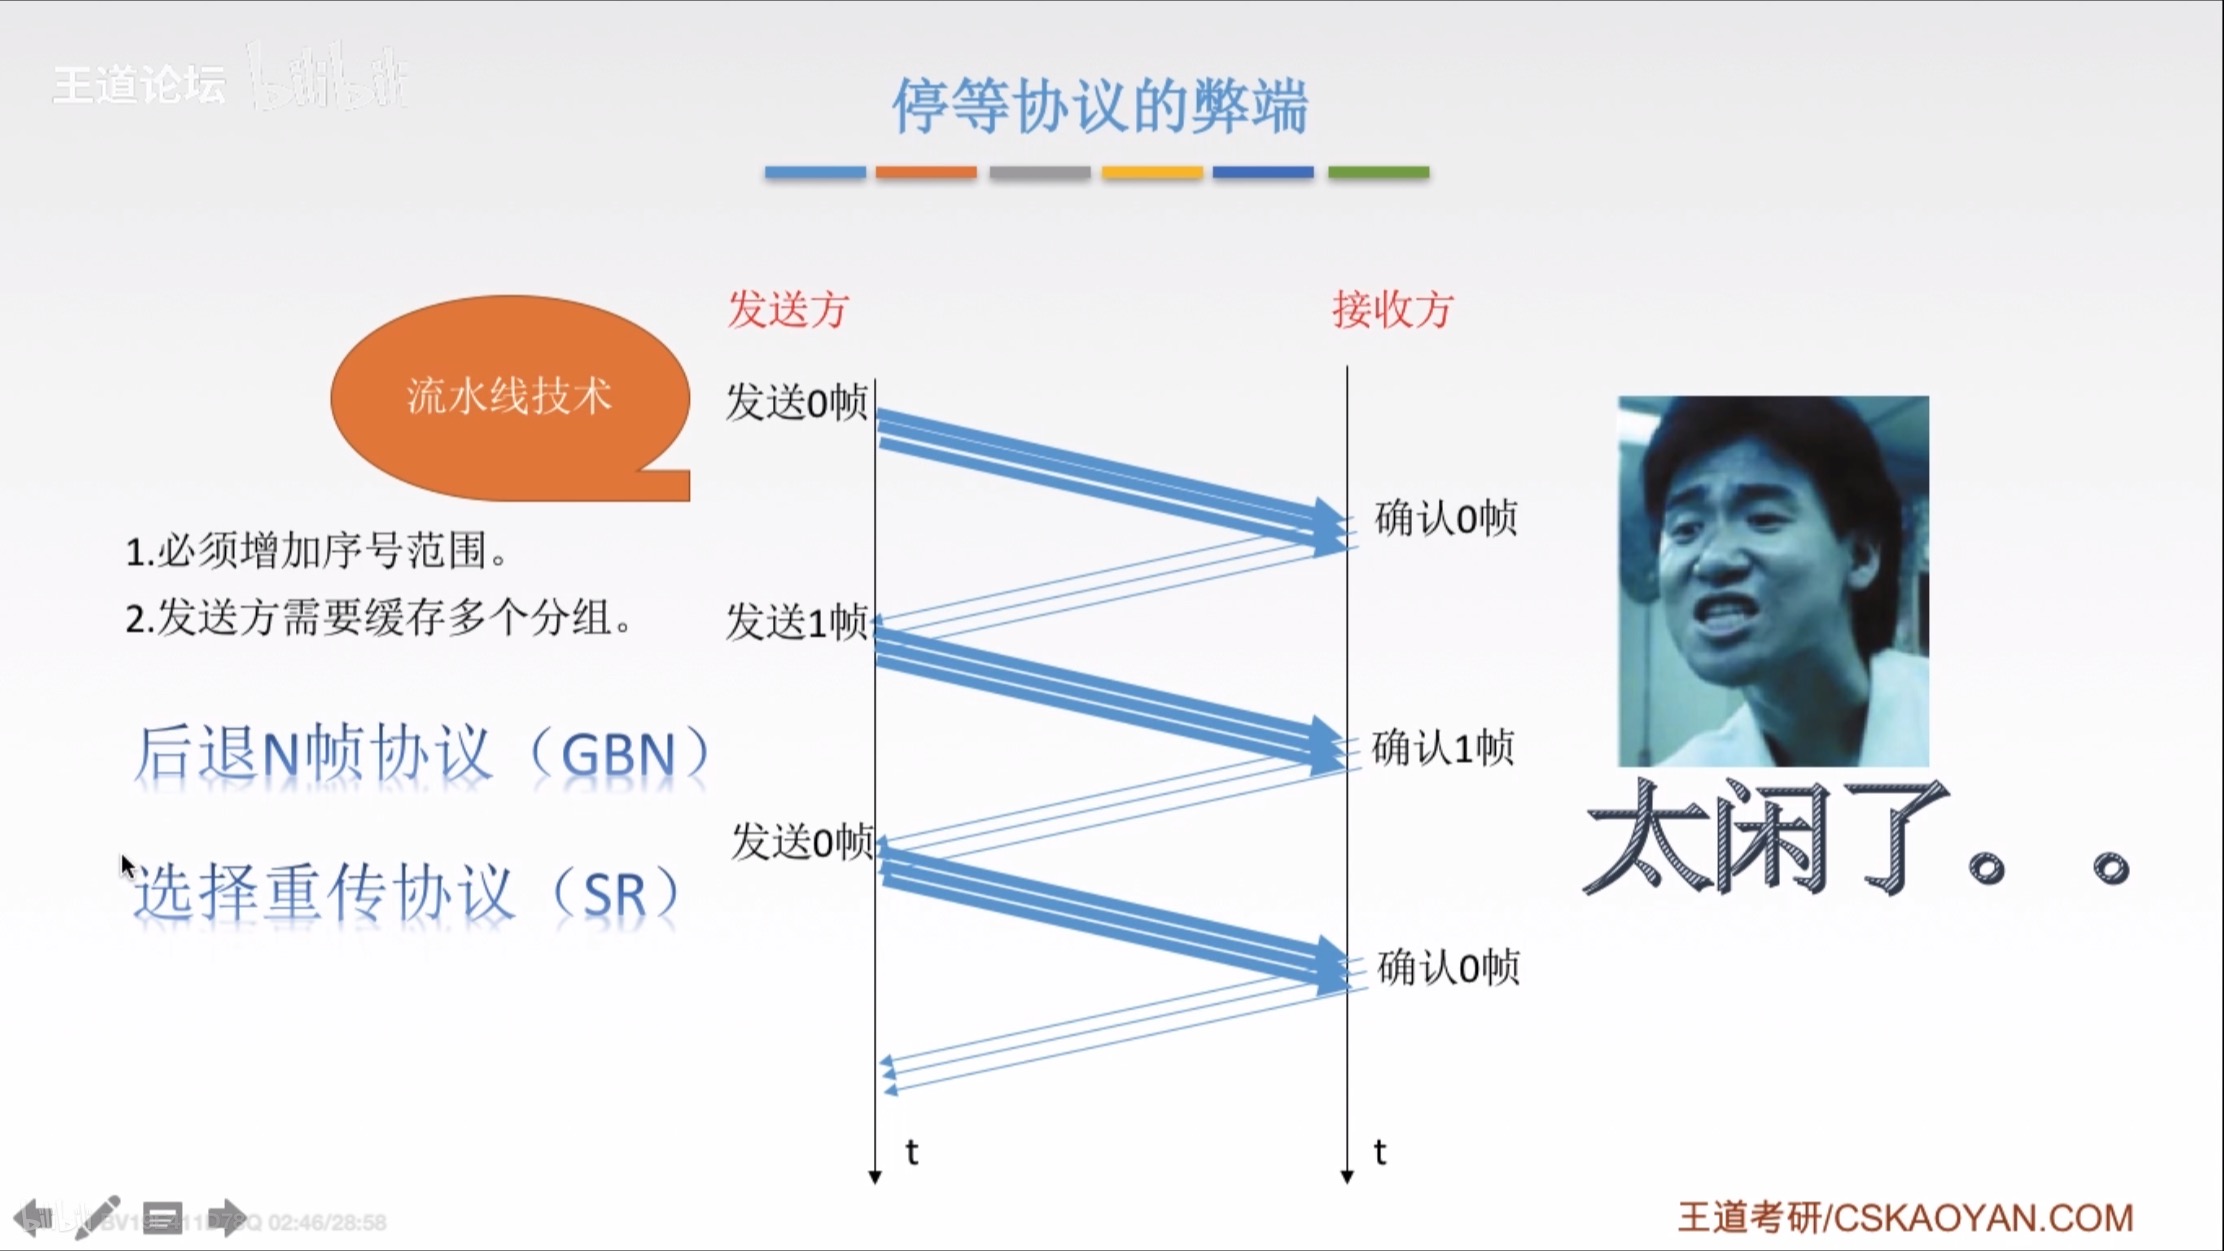 王道论坛 bilibili
停等协议的弊端
流水线技术
1.必须增加序号范围。
2.发送方需要缓存多个分组。
后退N帧协议（GBN）
选择重传协议（SR）
发送方
接收方
发送0帧
确认0帧
发送1帧
确认1帧
发送0帧
确认0帧
t
t
太闲了。。
02:46/28:58
王道考研/CSKAOYAN.COM